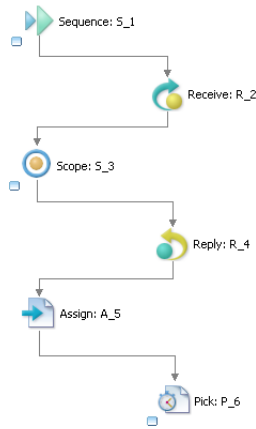 Sequence: S_1
Receive: R_2
Scope: S_3
Reply: R_4
Assign: A_5
Pick: P_6